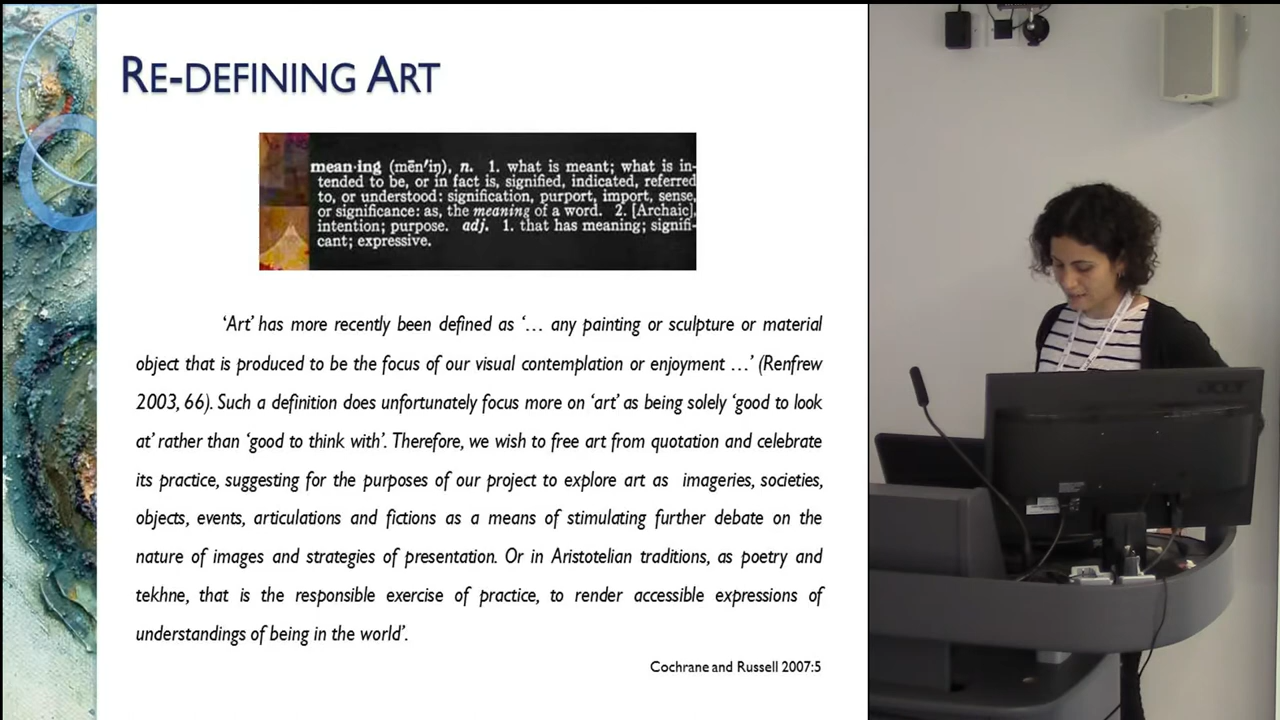 RE-DEFINING ART
mean·ing (mēn′iŋ), n. 1. what is meant; what is in-
tended to be, or in fact is, signified, indicated, referred
to, or understood: signification, purport, import, sense,
or significance: as, the meaning of a word. 2. [Archaic],
intention; purpose. adj. 1. that has meaning; signifi-
cant; expressive.
'Art' has more recently been defined as '… any painting or sculpture or material
object that is produced to be the focus of our visual contemplation or enjoyment …' (Renfrew
2003, 66). Such a definition does unfortunately focus more on 'art' as being solely 'good to look
at' rather than 'good to think with'. Therefore, we wish to free art from quotation and celebrate
its practice, suggesting for the purposes of our project to explore art as imageries, societies,
objects, events, articulations and fictions as a means of stimulating further debate on the
nature of images and strategies of presentation. Or in Aristotelian traditions, as poetry and
tekhne, that is the responsible exercise of practice, to render accessible expressions of
understandings of being in the world'.
Cochrane and Russell 2007:5
acer